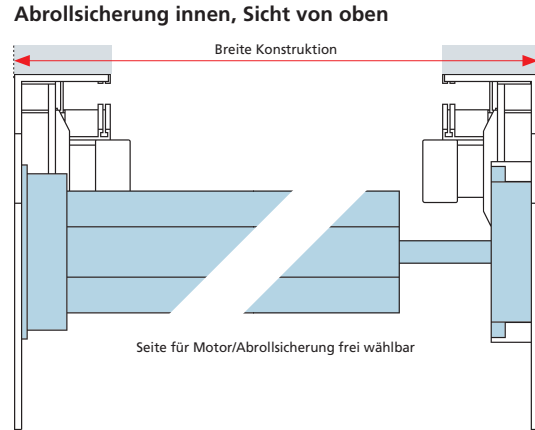 Abrollsicherung innen, Sicht von oben
Breite Konstruktion
Seite für Motor/Abrollsicherung frei wählbar